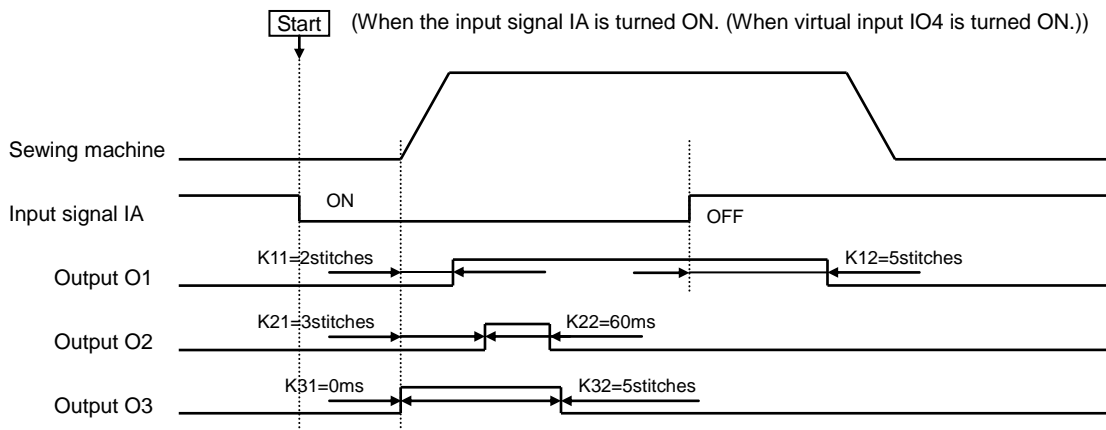 Start (When the input signal IA is turned ON. (When virtual input IO4 is turned ON.))
Sewing machine
Input signal IA ON OFF
K11=2stitches K12=5stitches
Output O1
K21=3stitches K22=60ms
Output O2
K31=0ms K32=5stitches
Output O3